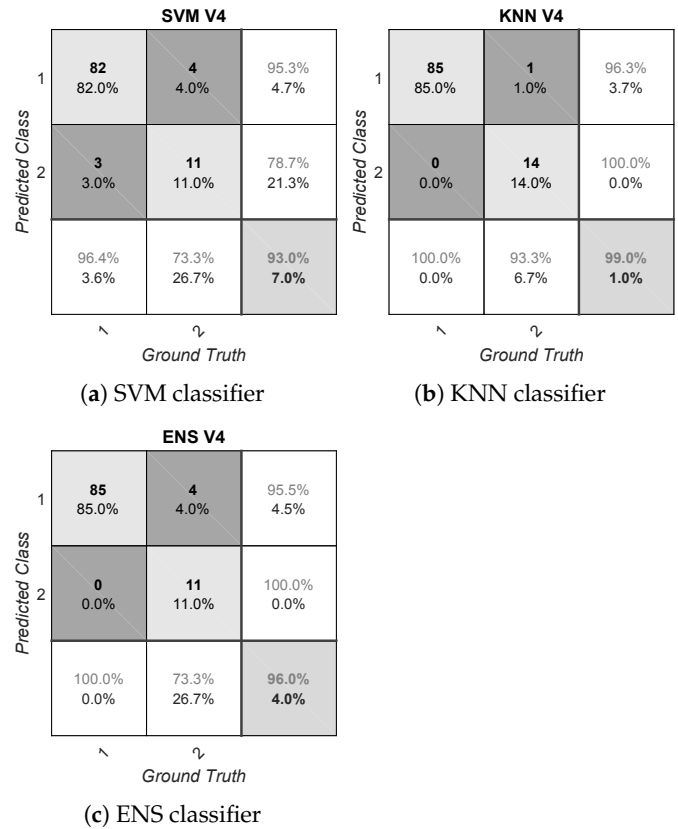 SVM V4
82 4 95.3%
1
82.0% 4.0% 4.7%
3 11 78.7%
2
3.0% 11.0% 21.3%
96.4% 73.3% 93.0%
3.6% 26.7% 7.0%
1 2
Predicted Class
Ground Truth
(a) SVM classifier
KNN V4
85 1 96.3%
1
85.0% 1.0% 3.7%
0 14 100.0%
2
0.0% 14.0% 0.0%
100.0% 93.3% 99.0%
0.0% 6.7% 1.0%
1 2
Predicted Class
Ground Truth
(b) KNN classifier
ENS V4
85 4 95.5%
1
85.0% 4.0% 4.5%
0 11 100.0%
2
0.0% 11.0% 0.0%
100.0% 73.3% 96.0%
0.0% 26.7% 4.0%
1 2
Predicted Class
Ground Truth
(c) ENS classifier